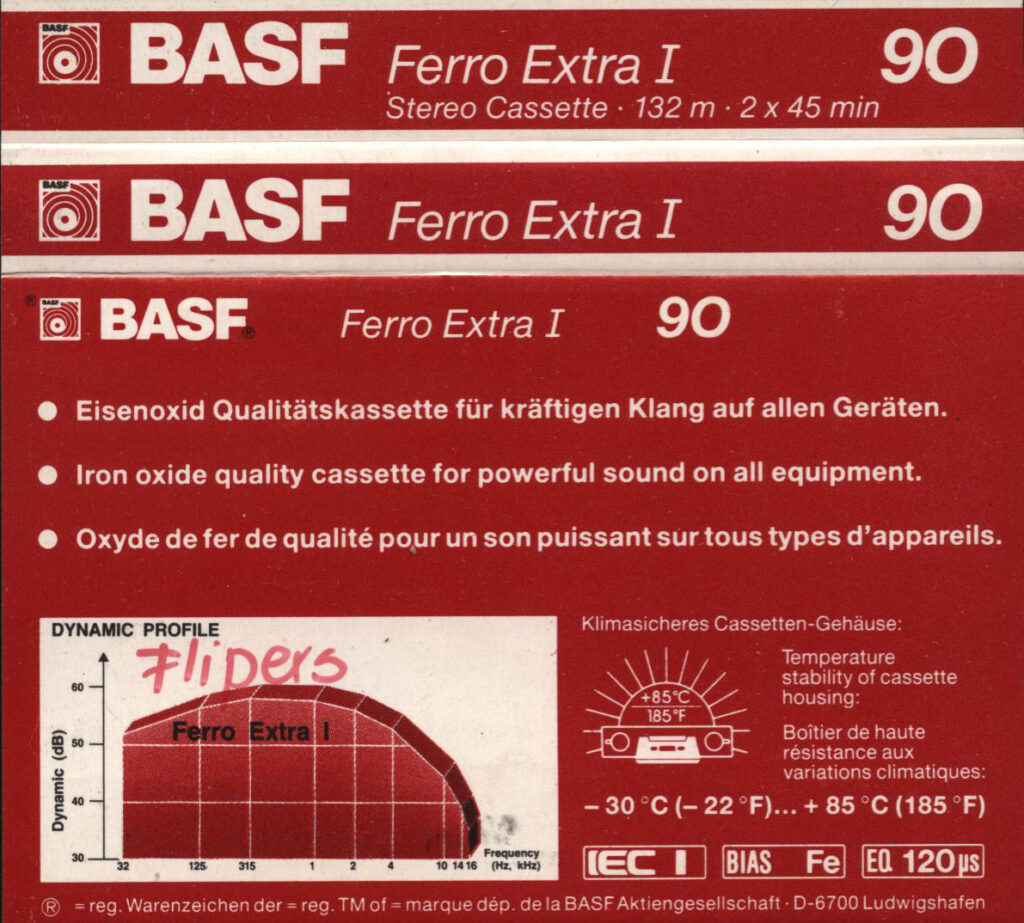 BASF BASF Ferro Extra I 90
Stereo Cassette · 132 m · 2 x 45 min
BASF BASF Ferro Extra I 90
® BASF BASF® Ferro Extra I 90
● Eisenoxid Qualitätskassette für kräftigen Klang auf allen Geräten.
● Iron oxide quality cassette for powerful sound on all equipment.
● Oxyde de fer de qualité pour un son puissant sur tous types d'appareils.
DYNAMIC PROFILE
Flipers
Ferro Extra I
Dynamic (dB)
60
50
40
30
32 125 315 1 2 4 10 14 16
Frequency
(Hz, kHz)
Klimasicheres Cassetten-Gehäuse:
+85°C
185°F
Temperature
stability of cassette
housing:
Boîtier de haute
résistance aux
variations climatiques:
– 30 °C (– 22 °F)... + 85 °C (185 °F)
IEC I BIAS Fe EQ 120 µs
® = reg. Warenzeichen der = reg. TM of = marque dép. de la BASF Aktiengesellschaft · D-6700 Ludwigshafen